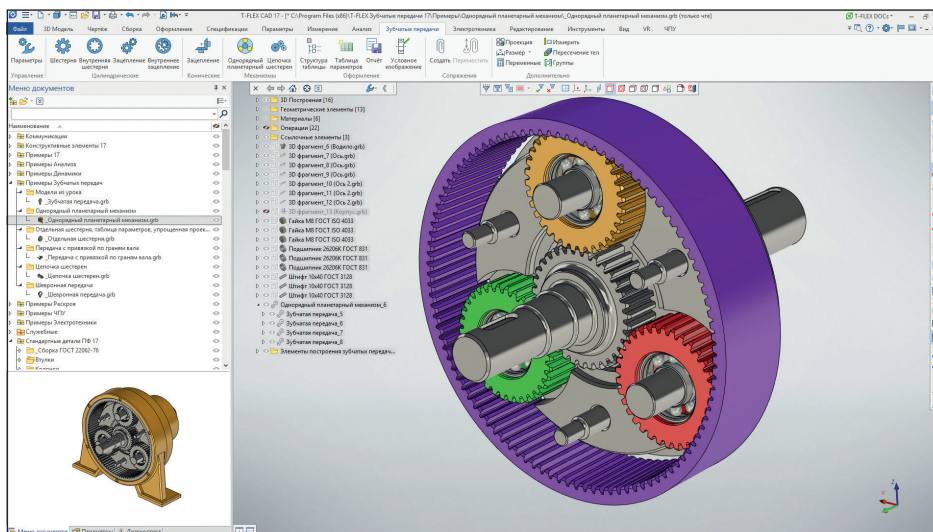 T-FLEX CAD 17 - [* C:\Program Files (x86)\T-FLEX Зубчатые передачи 17\Примеры\Однорядный планетарный механизм\_Однорядный планетарный механизм.grb (только чте]
T-FLEX DOCs
Файл 3D Модель Чертёж Сборка Оформление Спецификации Параметры Измерение Анализ Зубчатые передачи Электротехника Редактирование Инструменты Вид VR ЧПУ
Параметры Шестерня Внутренняя шестерня Зацепление Внутреннее зацепление Зацепление Однорядный планетарный Цепочка шестерен Структура таблицы Таблица параметров Отчёт Условное изображение Создать Переместить
Проекция Измерить
Размер Пересечение тел
Переменные Группы
Управление Цилиндрические Конические Механизмы Оформление Сопряжения Дополнительно
Меню документов
Наименование
Коммуникации
Конструктивные элементы 17
Примеры 17
Примеры Анализа
Примеры Динамики
Примеры Зубчатых передач
Модели из урока
_Зубчатая передача.grb
Однорядный планетарный механизм
_Однорядный планетарный механизм.grb
Отдельная шестерня, таблица параметров, упрощенная проек...
_Отдельная шестерня.grb
Передача с привязкой по граням вала
_Передача с привязкой по граням вала.grb
Цепочка шестерен
_Цепочка шестерен.grb
Шевронная передача
_Шевронная передача.grb
Примеры Раскроя
Примеры ЧПУ
Примеры Электротехники
Служебные
Стандартные детали ПФ 17
_Сборка ГОСТ 22062-76
Втулки
Колонки
Меню документов Параметры Диагностика
3D Построения [16]
Геометрические элементы [13]
Материалы [6]
Операции [22]
Ссылочные элементы [3]
3D фрагмент_6 (Водило.grb)
3D фрагмент_7 (Ось.grb)
3D фрагмент_8 (Ось.grb)
3D фрагмент_9 (Ось.grb)
3D фрагмент_10 (Ось 2.grb)
3D фрагмент_11 (Ось 2.grb)
3D фрагмент_12 (Ось 2.grb)
3D фрагмент_13 (Корпус.grb)
Гайка М8 ГОСТ ISO 4033
Гайка М8 ГОСТ ISO 4033
Гайка М8 ГОСТ ISO 4033
Подшипник 26206К ГОСТ 831
Подшипник 26206К ГОСТ 831
Подшипник 26206К ГОСТ 831
Штифт 10х40 ГОСТ 3128
Штифт 10х40 ГОСТ 3128
Штифт 10х40 ГОСТ 3128
Однорядный планетарный механизм_6
Зубчатая передача_5
Зубчатая передача_6
Зубчатая передача_7
Зубчатая передача_8
Элементы построения зубчатых передач...
Z
X